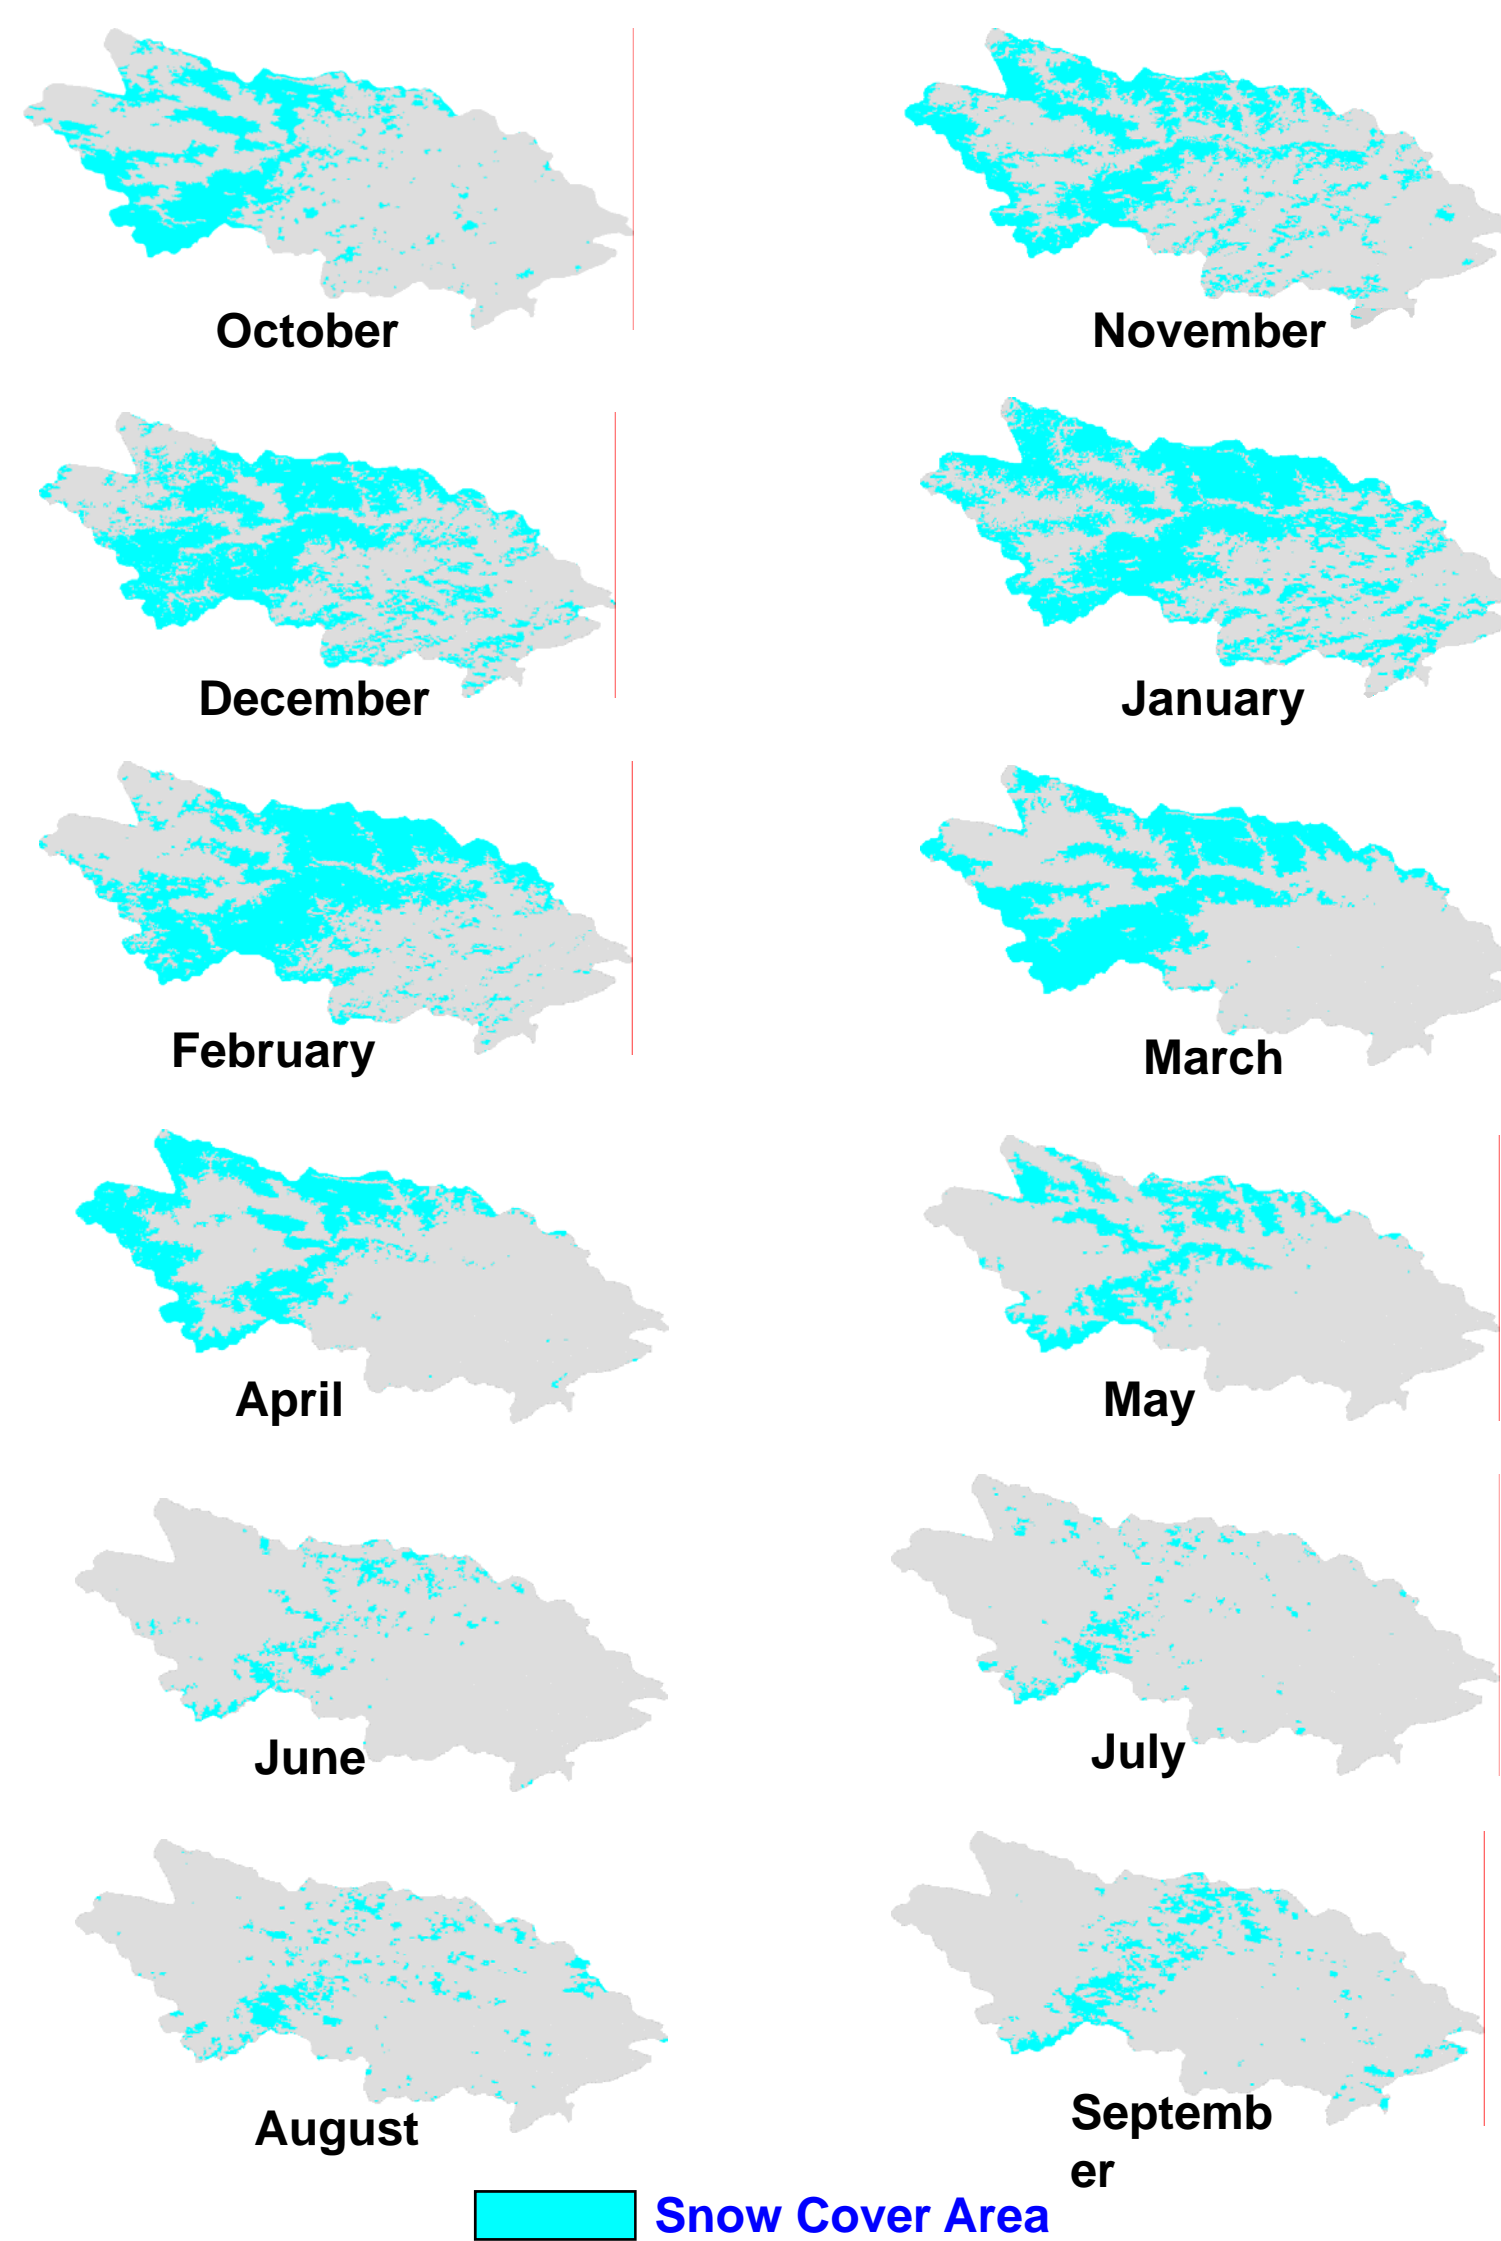 October
November
December
January
February
March
April
May
June
July
August
Septemb
er
Snow Cover Area